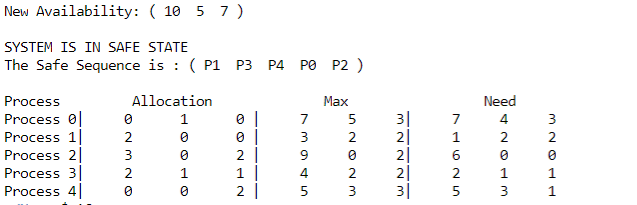 New Availability: ( 10 5 7 )
SYSTEM IS IN SAFE STATE
The Safe Sequence is : ( P1 P3 P4 P0 P2 )
Process Allocation Max Need
Process 0| 0 1 0 | 7 5 3| 7 4 3
Process 1| 2 0 0 | 3 2 2| 1 2 2
Process 2| 3 0 2 | 9 0 2| 6 0 0
Process 3| 2 1 1 | 4 2 2| 2 1 1
Process 4| 0 0 2 | 5 3 3| 5 3 1